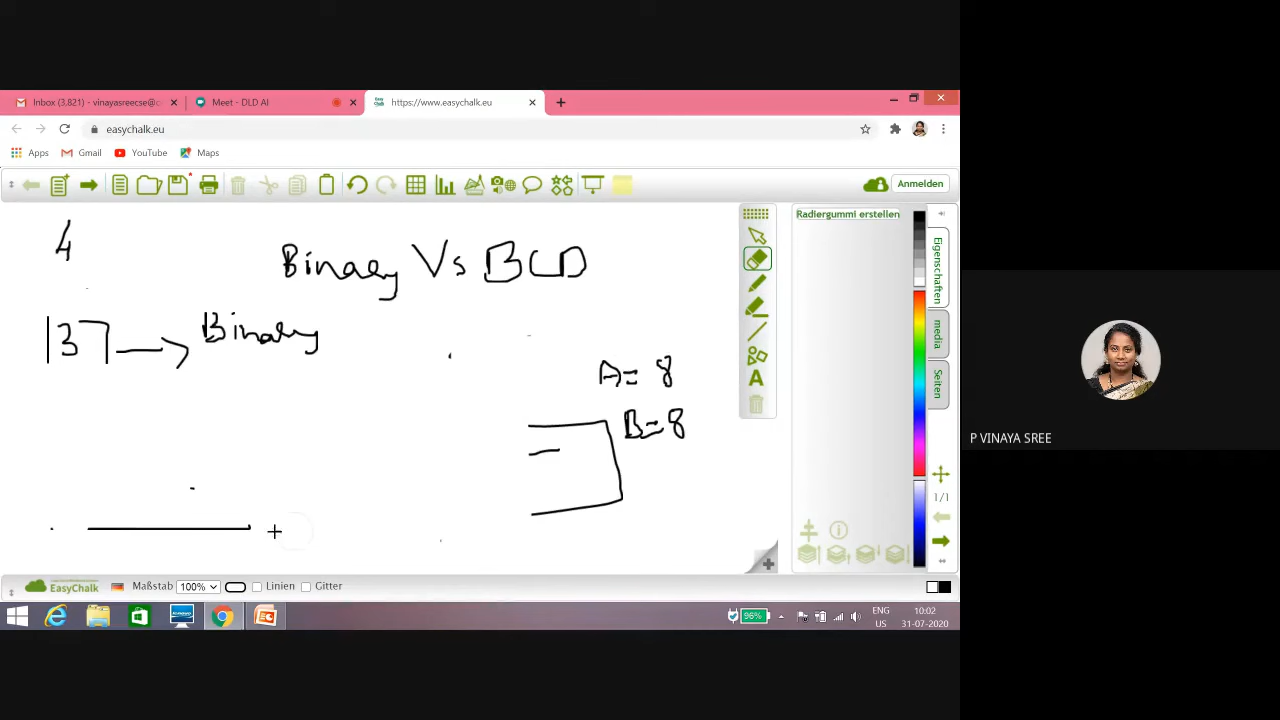 Inbox (3,821) - vinayasreecse@c
Meet - DLD AI
https://www.easychalk.eu
easychalk.eu
Apps
Gmail
YouTube
Maps
Anmelden
Radiergummi erstellen
4
Binary Vs BCD
137 → Binary
A = 8
B = 8
Eigenschaften
media
Seiten
1/1
P VINAYA SREE
EasyChalk
Maßstab
100%
Linien
Gitter
96%
ENG
US
10:02
31-07-2020